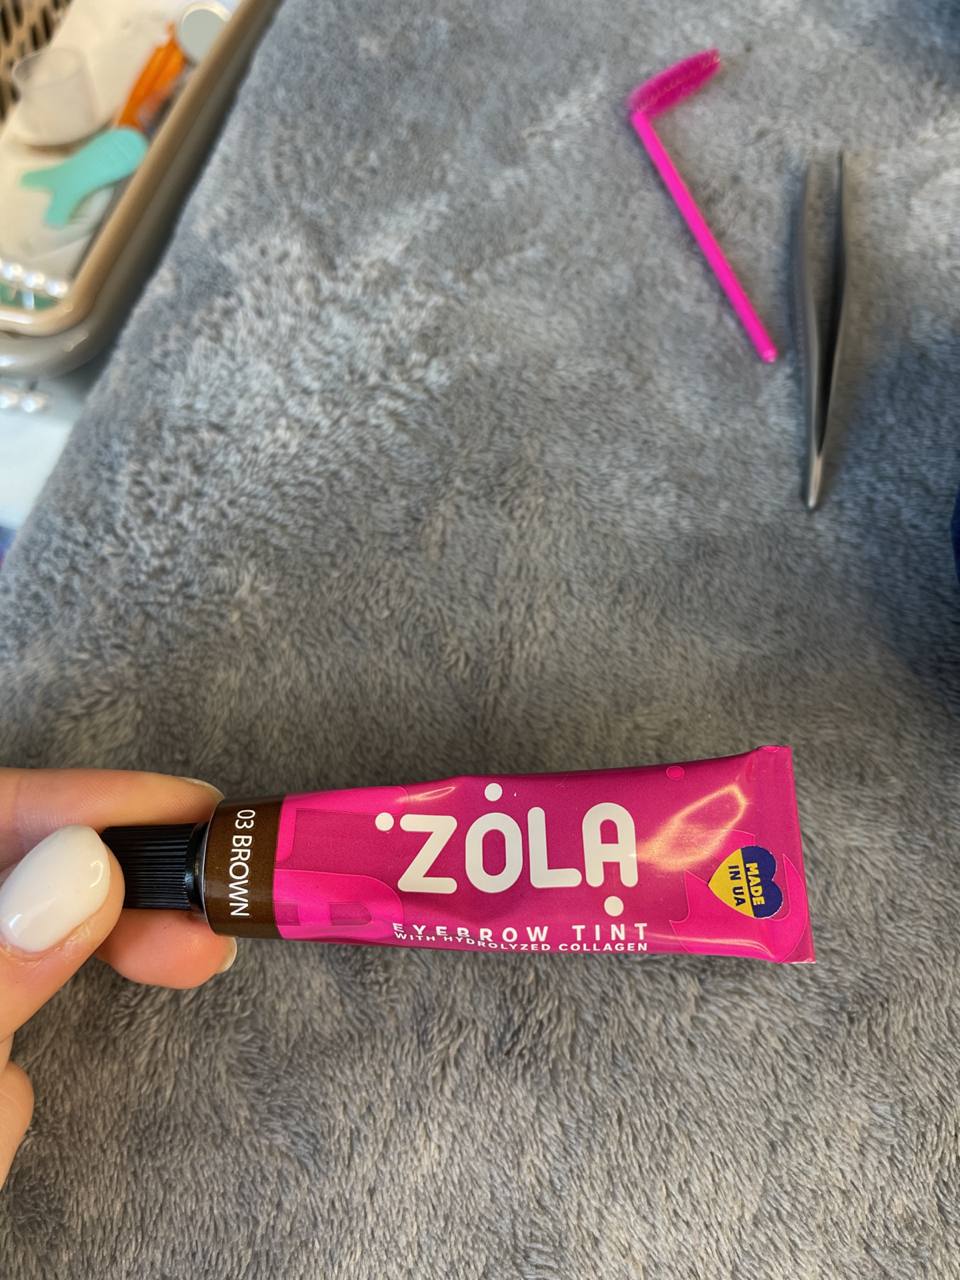 03 BROWN
ZOLA
EYEBROW TINT
WITH HYDROLYZED COLLAGEN
MADE
IN UA